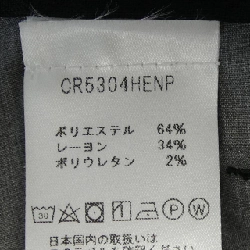 CR5304HENP
ポリエステル 64%
レーヨン 34%
ポリウレタン 2%
30 P W
日本国内の取扱い